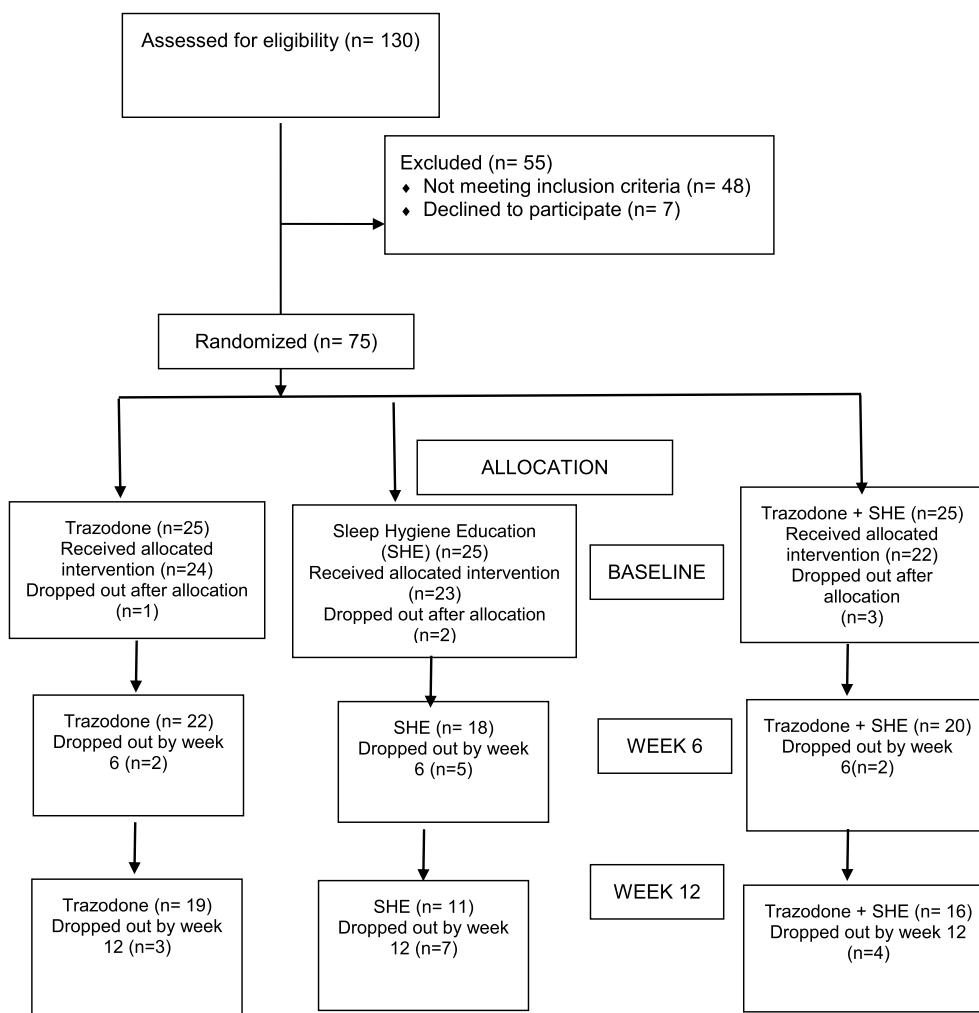 Assessed for eligibility (n= 130)
Excluded (n= 55)
♦ Not meeting inclusion criteria (n= 48)
♦ Declined to participate (n= 7)
Randomized (n= 75)
ALLOCATION
Trazodone (n=25)
Received allocated
intervention (n=24)
Dropped out after allocation
(n=1)
Sleep Hygiene Education
(SHE) (n=25)
Received allocated intervention
(n=23)
Dropped out after allocation
(n=2)
BASELINE
Trazodone + SHE (n=25)
Received allocated
intervention (n=22)
Dropped out after
allocation
(n=3)
Trazodone (n= 22)
Dropped out by week
6 (n=2)
SHE (n= 18)
Dropped out by week
6 (n=5)
WEEK 6
Trazodone + SHE (n= 20)
Dropped out by week
6(n=2)
Trazodone (n= 19)
Dropped out by week
12 (n=3)
SHE (n= 11)
Dropped out by week
12 (n=7)
WEEK 12
Trazodone + SHE (n= 16)
Dropped out by week 12
(n=4)